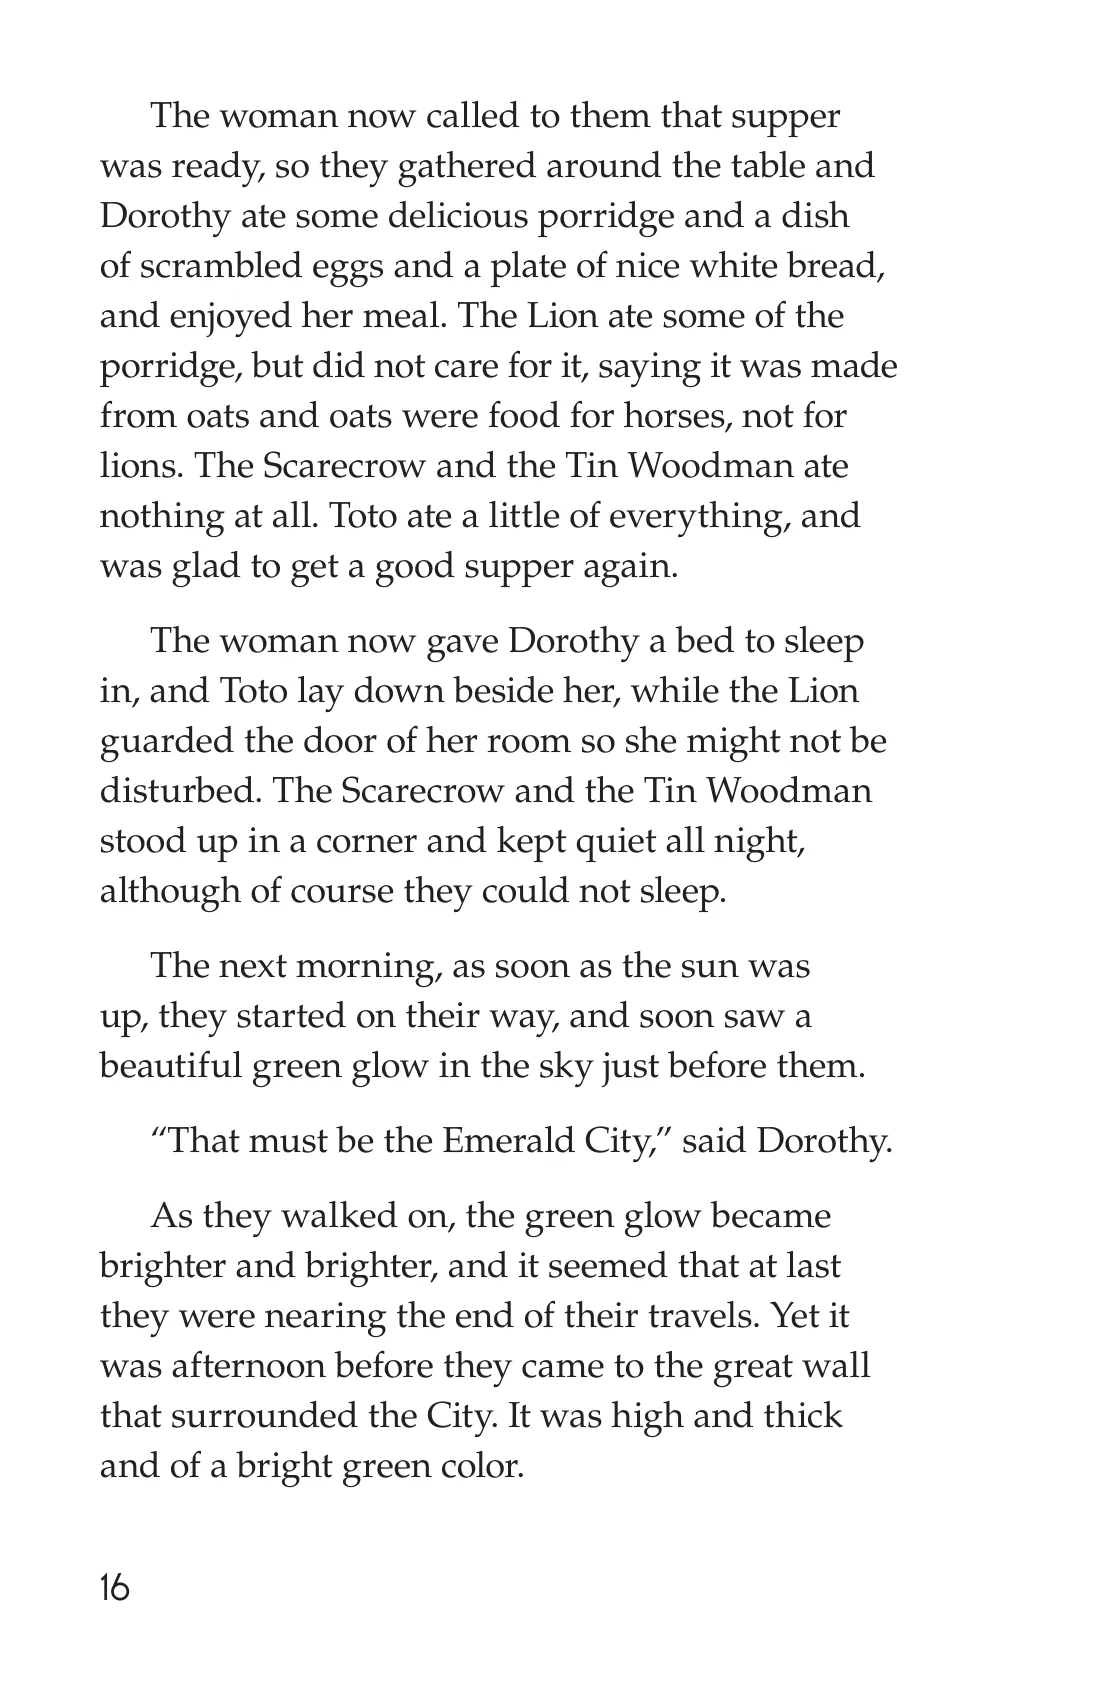 The woman now called to them that supper
was ready, so they gathered around the table and
Dorothy ate some delicious porridge and a dish
of scrambled eggs and a plate of nice white bread,
and enjoyed her meal. The Lion ate some of the
porridge, but did not care for it, saying it was made
from oats and oats were food for horses, not for
lions. The Scarecrow and the Tin Woodman ate
nothing at all. Toto ate a little of everything, and
was glad to get a good supper again.
The woman now gave Dorothy a bed to sleep
in, and Toto lay down beside her, while the Lion
guarded the door of her room so she might not be
disturbed. The Scarecrow and the Tin Woodman
stood up in a corner and kept quiet all night,
although of course they could not sleep.
The next morning, as soon as the sun was
up, they started on their way, and soon saw a
beautiful green glow in the sky just before them.
“That must be the Emerald City,” said Dorothy.
As they walked on, the green glow became
brighter and brighter, and it seemed that at last
they were nearing the end of their travels. Yet it
was afternoon before they came to the great wall
that surrounded the City. It was high and thick
and of a bright green color.
16